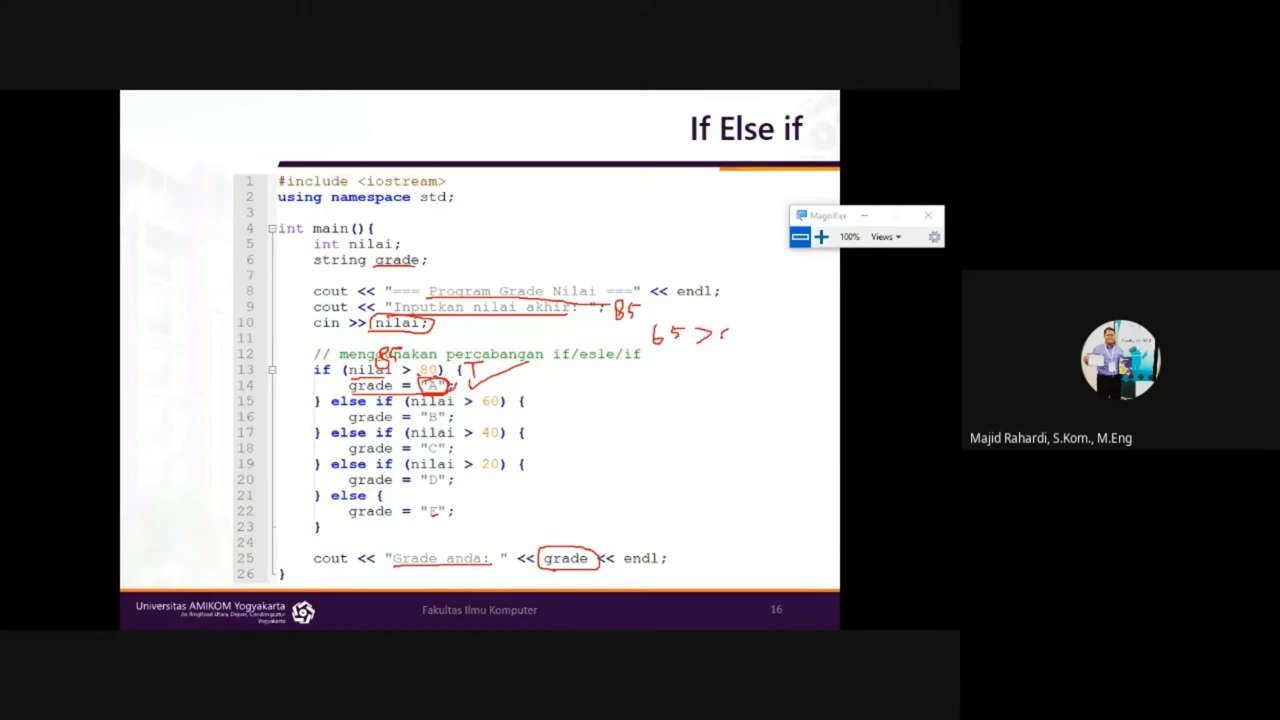 If Else if
1 #include <iostream>
2 using namespace std;
3
4 int main(){
5 int nilai;
6 string grade;
7
8 cout << "=== Program Grade Nilai ===" << endl;
9 cout << "Inputkan nilai akhir: "; 85
10 cin >> nilai;
11 65 >
12 // menggunakan percabangan if/esle/if
85
13 if (nilai > 80) { T
14 grade = "A";
15 } else if (nilai > 60) {
16 grade = "B";
17 } else if (nilai > 40) {
18 grade = "C";
19 } else if (nilai > 20) {
20 grade = "D";
21 } else {
22 grade = "E";
23 }
24
25 cout << "Grade anda: " << grade << endl;
26 }
Universitas AMIKOM Yogyakarta
Yogyakarta
Fakultas Ilmu Komputer
16
Magnifier
100% Views
Majid Rahardi, S.Kom., M.Eng